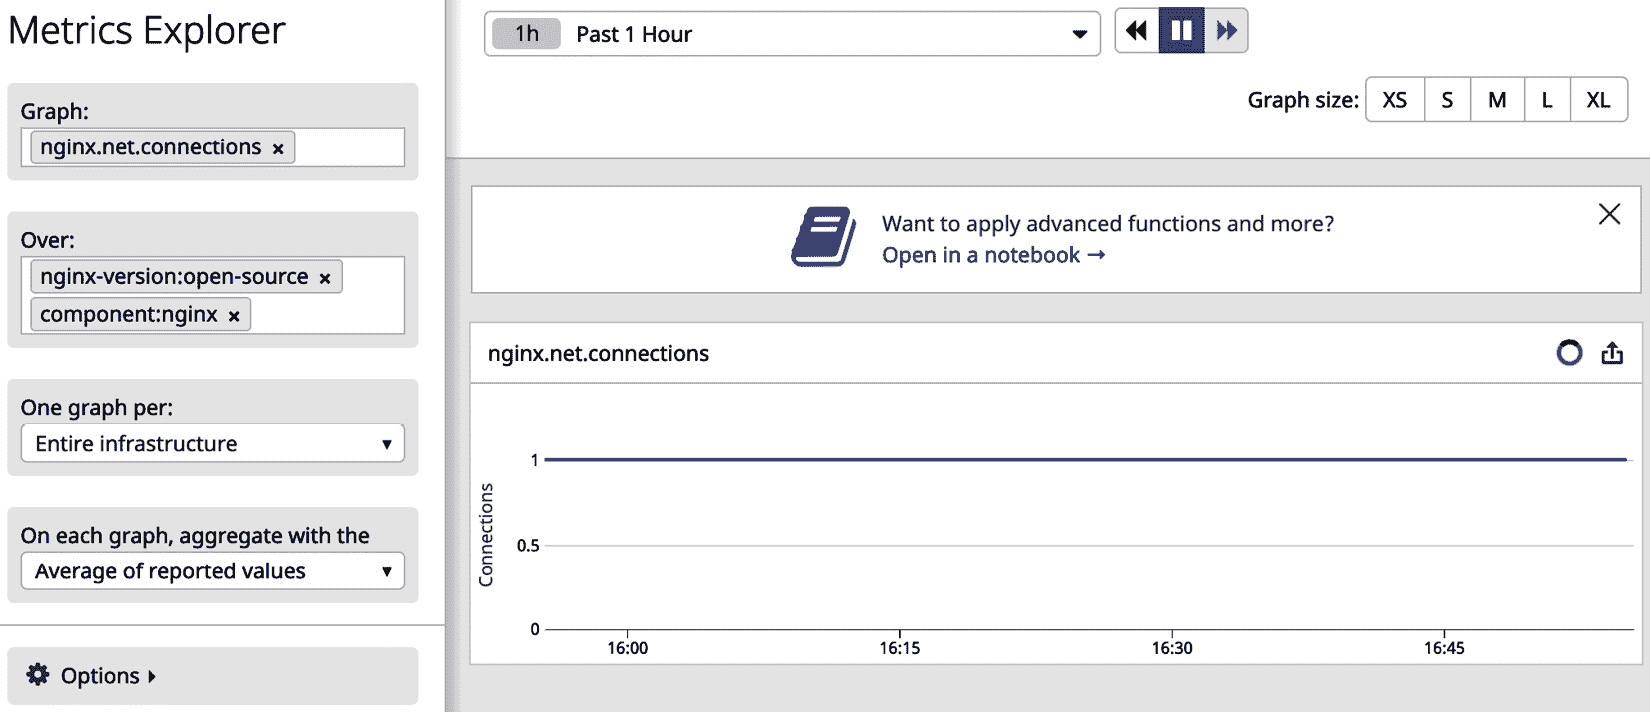 Metrics Explorer
Graph:
nginx.net.connections ×
Over:
nginx-version:open-source ×
component:nginx ×
One graph per:
Entire infrastructure
On each graph, aggregate with the
Average of reported values
Options
1h Past 1 Hour
Graph size: XS S M L XL
Want to apply advanced functions and more?
Open in a notebook →
nginx.net.connections
Connections
1
0.5
0
16:00 16:15 16:30 16:45